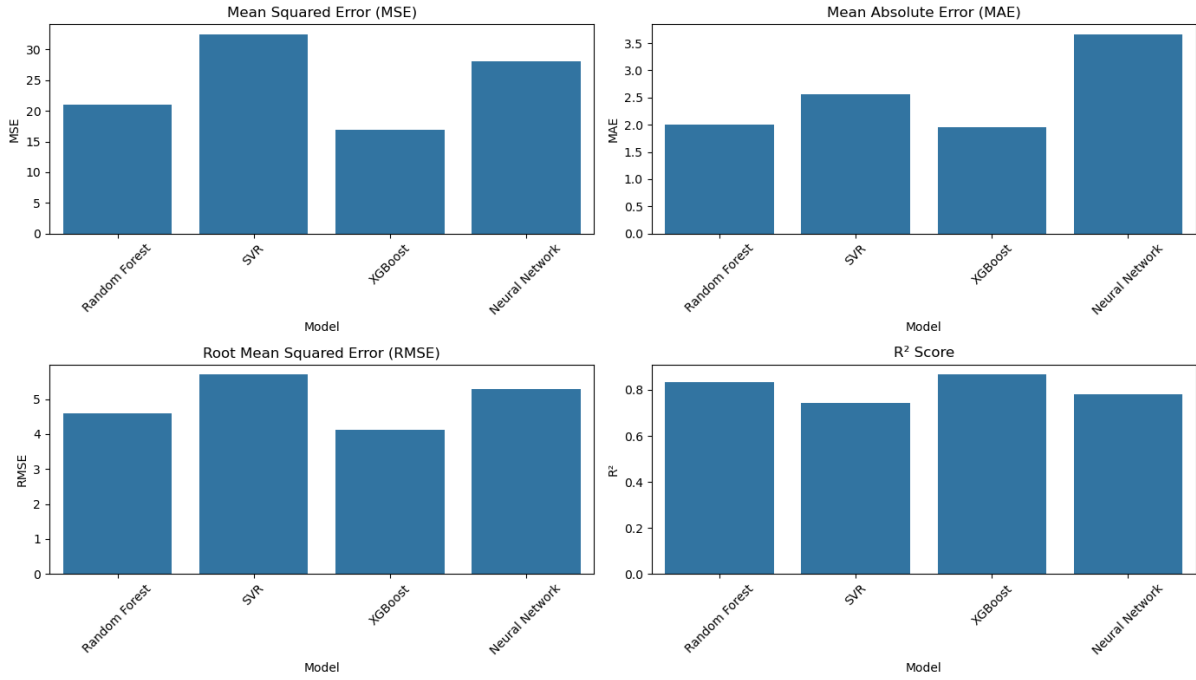 Mean Squared Error (MSE)
30
25
20
15
10
5
0
MSE
Random Forest
SVR
XGBoost
Neural Network
Model
Mean Absolute Error (MAE)
3.5
3.0
2.5
2.0
1.5
1.0
0.5
0.0
MAE
Random Forest
SVR
XGBoost
Neural Network
Model
Root Mean Squared Error (RMSE)
5
4
3
2
1
0
RMSE
Random Forest
SVR
XGBoost
Neural Network
Model
R² Score
0.8
0.6
0.4
0.2
0.0
R²
Random Forest
SVR
XGBoost
Neural Network
Model